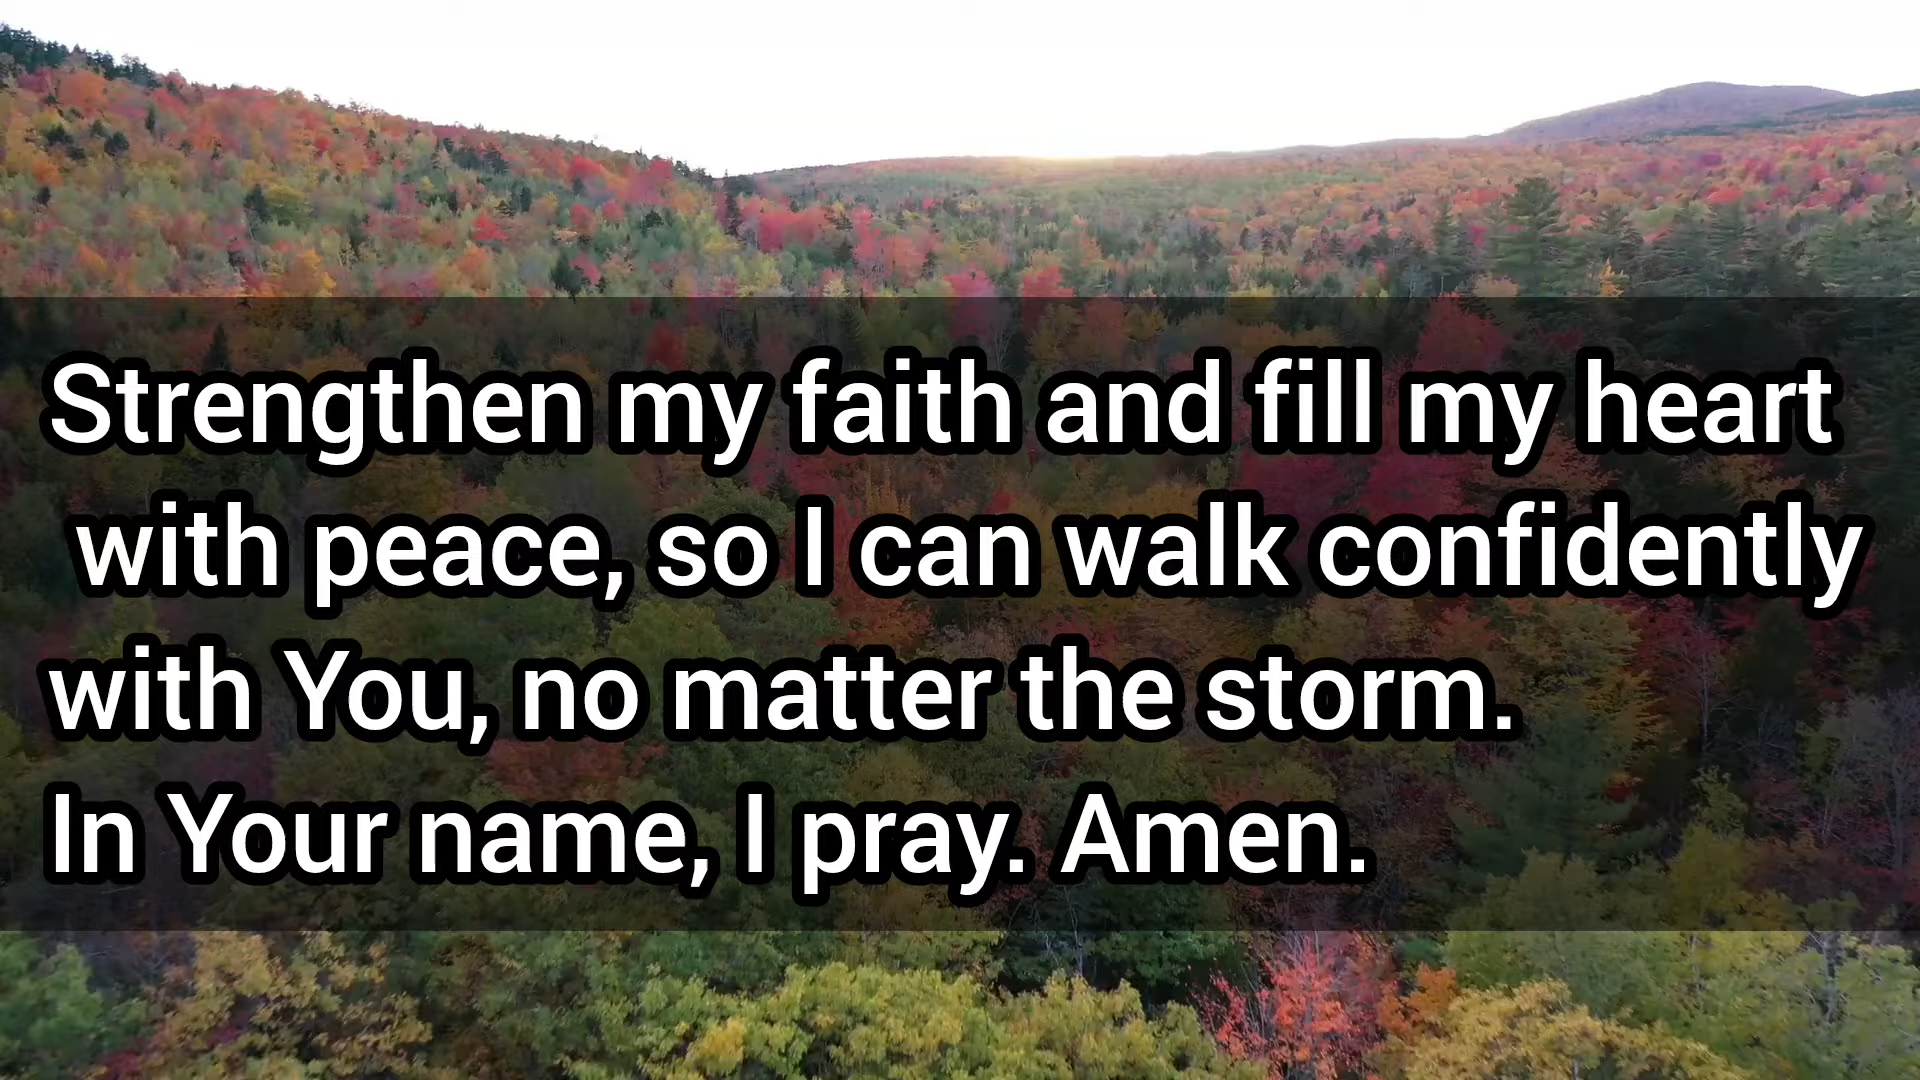 Strengthen my faith and fill my heart
with peace, so I can walk confidently
with You, no matter the storm.
In Your name, I pray. Amen.